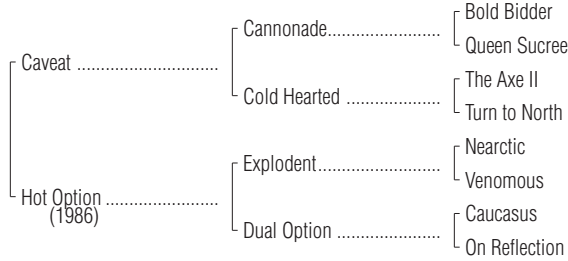 Bold Bidder
Cannonade..............................
Queen Sucree
Caveat .............................
The Axe II
Cold Hearted ...................
Turn to North
Nearctic
Explodent.........................
Venomous
Hot Option .......................
(1986)
Caucasus
Dual Option .....................
On Reflection